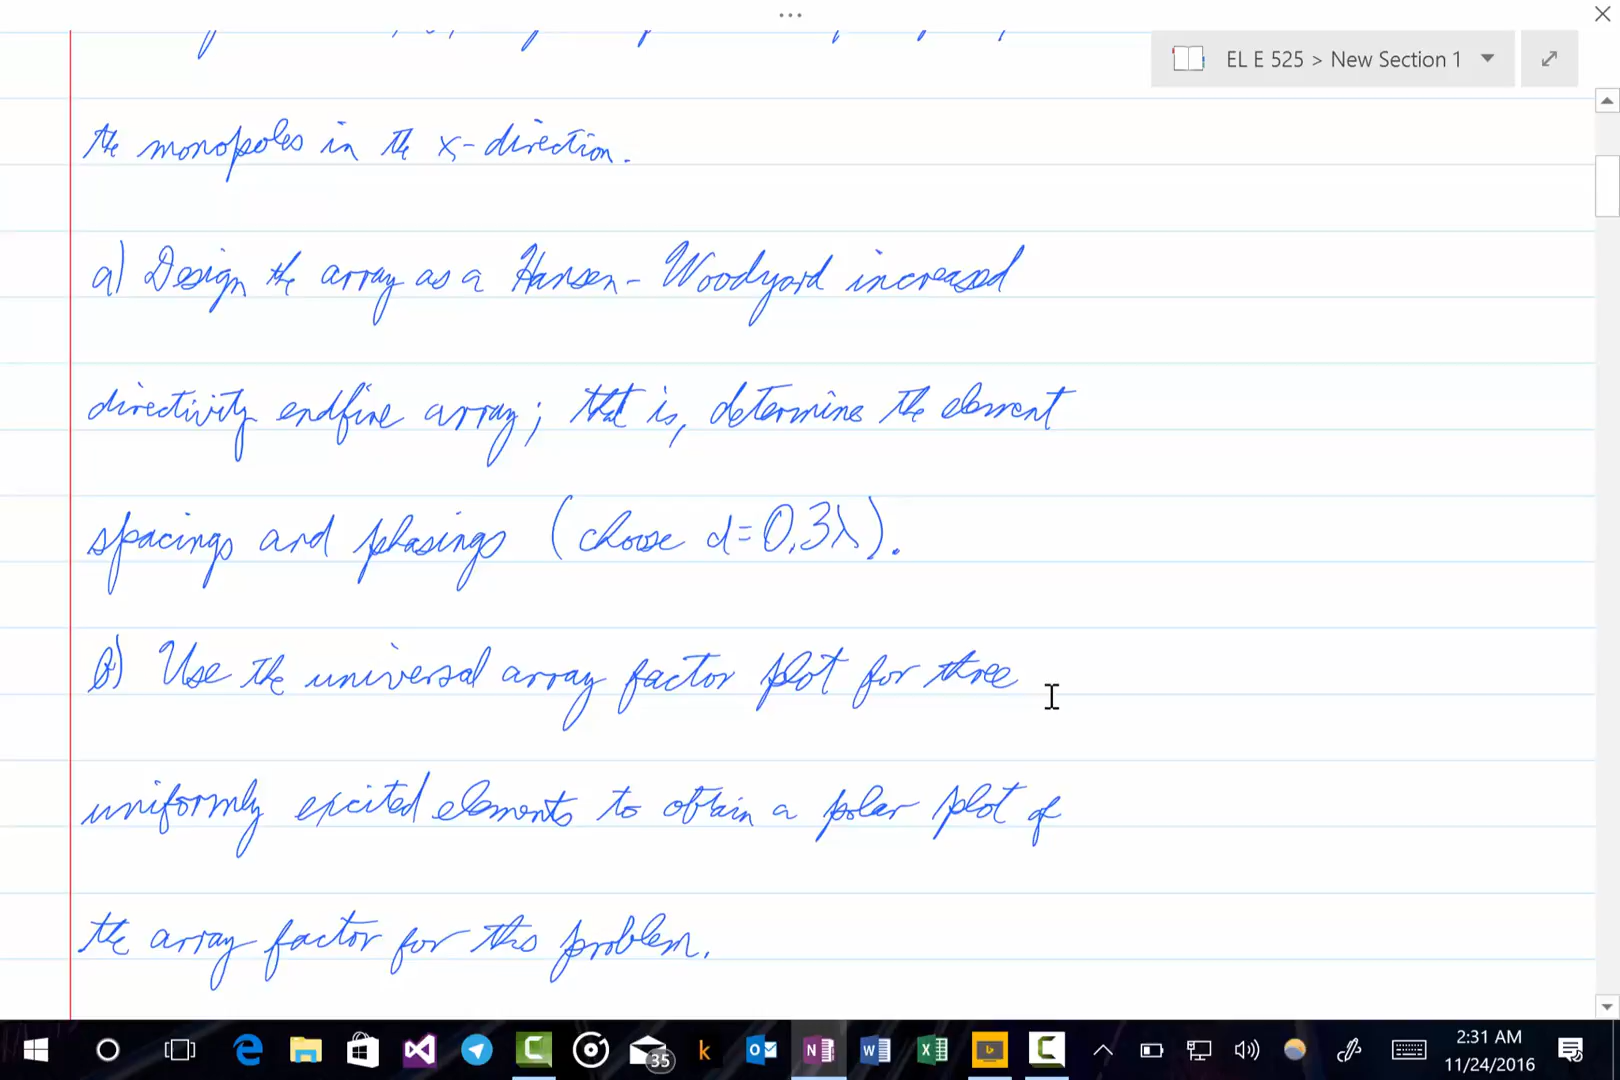 EL E 525 > New Section 1
the monopoles in the x-direction.
a) Design the array as a Hansen-Woodyard increased
directivity endfire array; that is, determine the element
spacings and phasings (choose d=0.3λ).
b) Use the universal array factor plot for three
uniformly excited elements to obtain a polar plot of
the array factor for this problem.
35
2:31 AM
11/24/2016